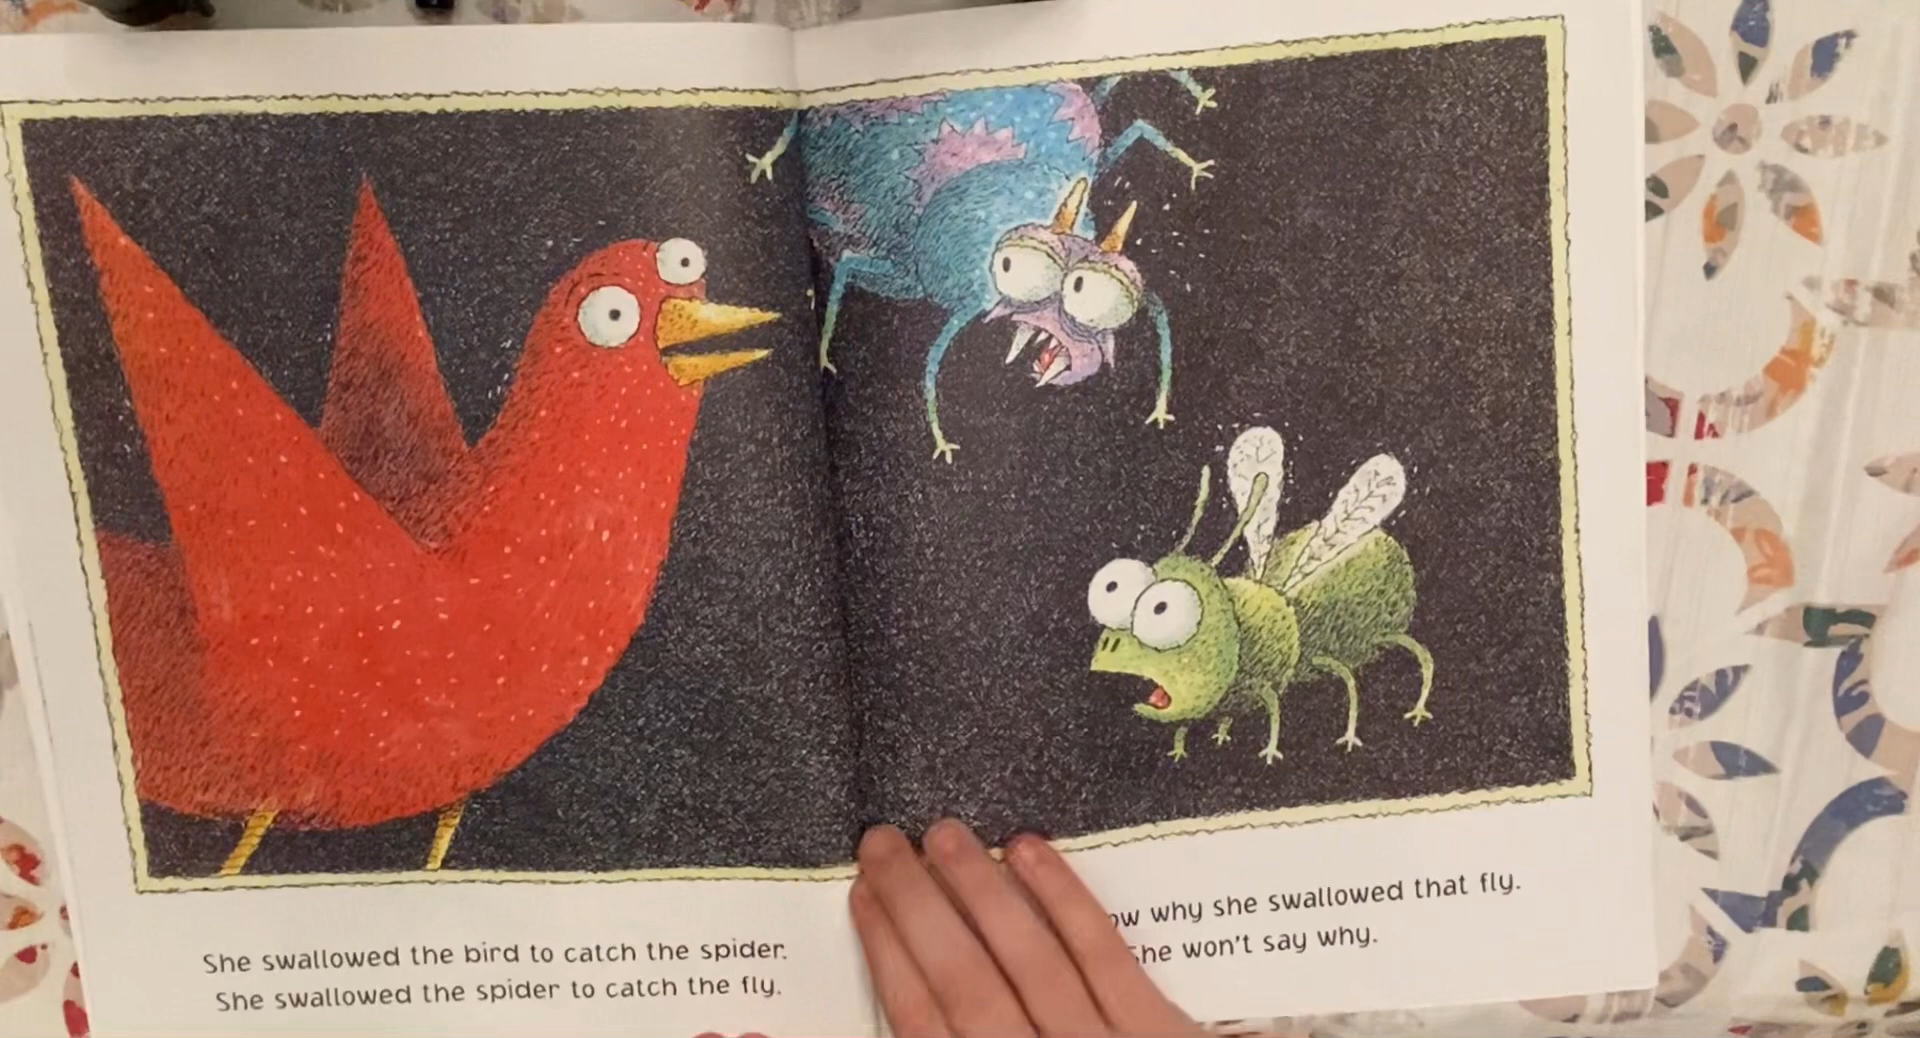 She swallowed the bird to catch the spider.
She swallowed the spider to catch the fly.
why she swallowed that fly.
she won't say why.